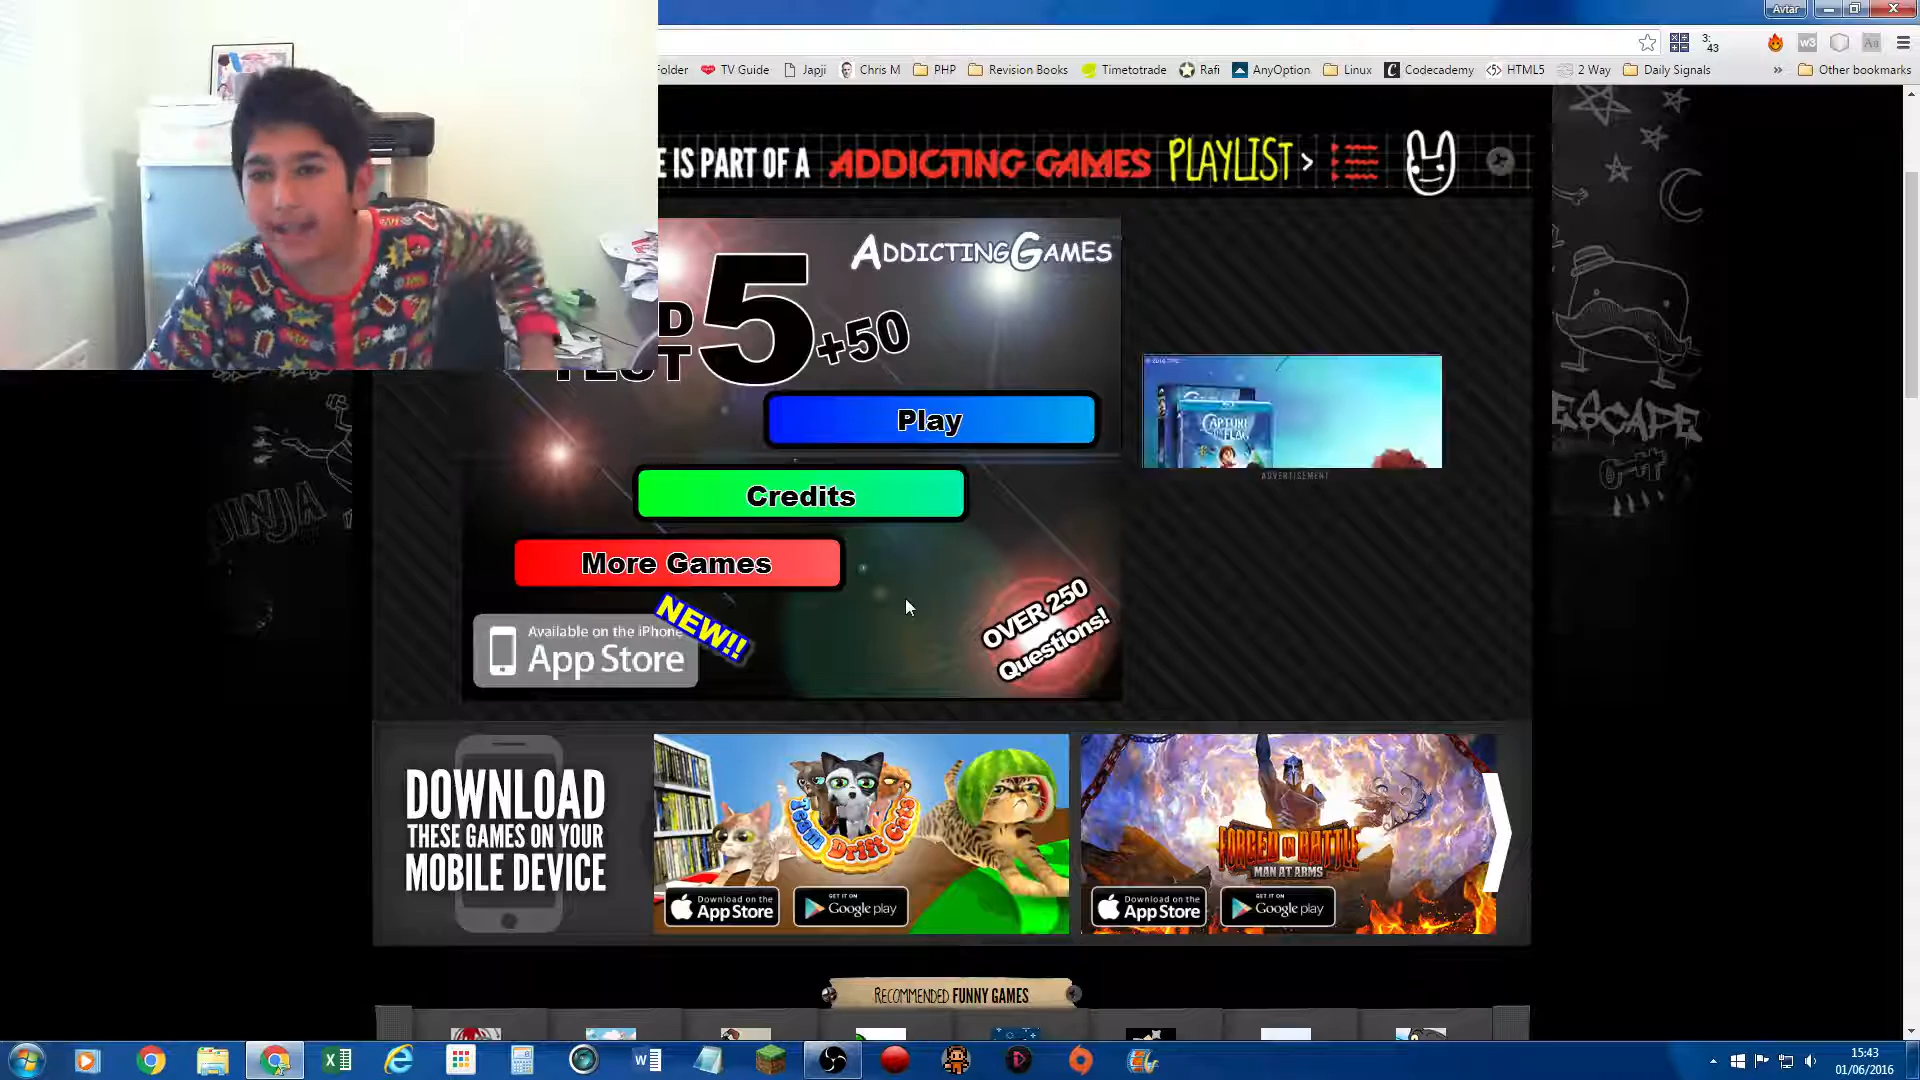 Avtar
3:
43
older TV Guide Japji Chris M PHP Revision Books Timetotrade Rafi AnyOption Linux Codecademy HTML5 2 Way Daily Signals » Other bookmarks
E IS PART OF A ADDICTING GAMES PLAYLIST >
ADDICTINGGAMES
D 5 +50
T
Play
Credits
More Games
NEW!!
Available on the iPhone
App Store
OVER 250
Questions!
CAPTURE
FLAG
ADVERTISEMENT
ESCAPE
NINJA
DOWNLOAD
THESE GAMES ON YOUR
MOBILE DEVICE
Team Drift Cats
Download on the
App Store
GET IT ON
Google play
FORGED IN BATTLE
MAN AT ARMS
Download on the
App Store
GET IT ON
Google play
RECOMMENDED FUNNY GAMES
15:43
01/06/2016